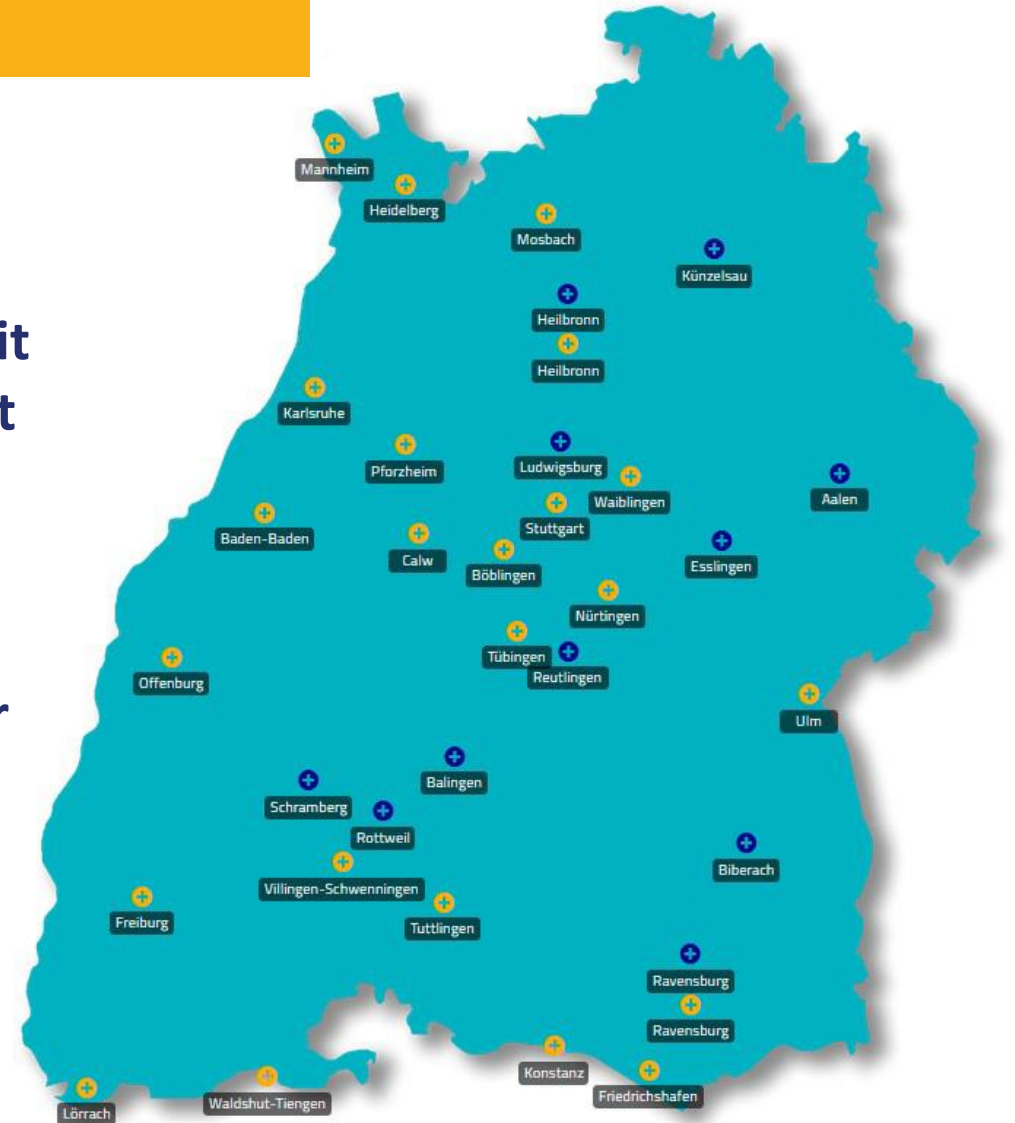 Mannheim
Heidelberg
Mosbach
Künzelsau
Heilbronn
it
Heilbronn
Karlsruhe
t
Pforzheim
Ludwigsburg
Waiblingen
Aalen
Stuttgart
Baden-Baden
Calw
Böblingen
Esslingen
Nürtingen
Tübingen
Reutlingen
Offenburg
r
Ulm
Balingen
Schramberg
Rottweil
Biberach
Villingen-Schwenningen
Freiburg
Tuttlingen
Ravensburg
Ravensburg
Konstanz
Friedrichshafen
Waldshut-Tiengen
Lörrach